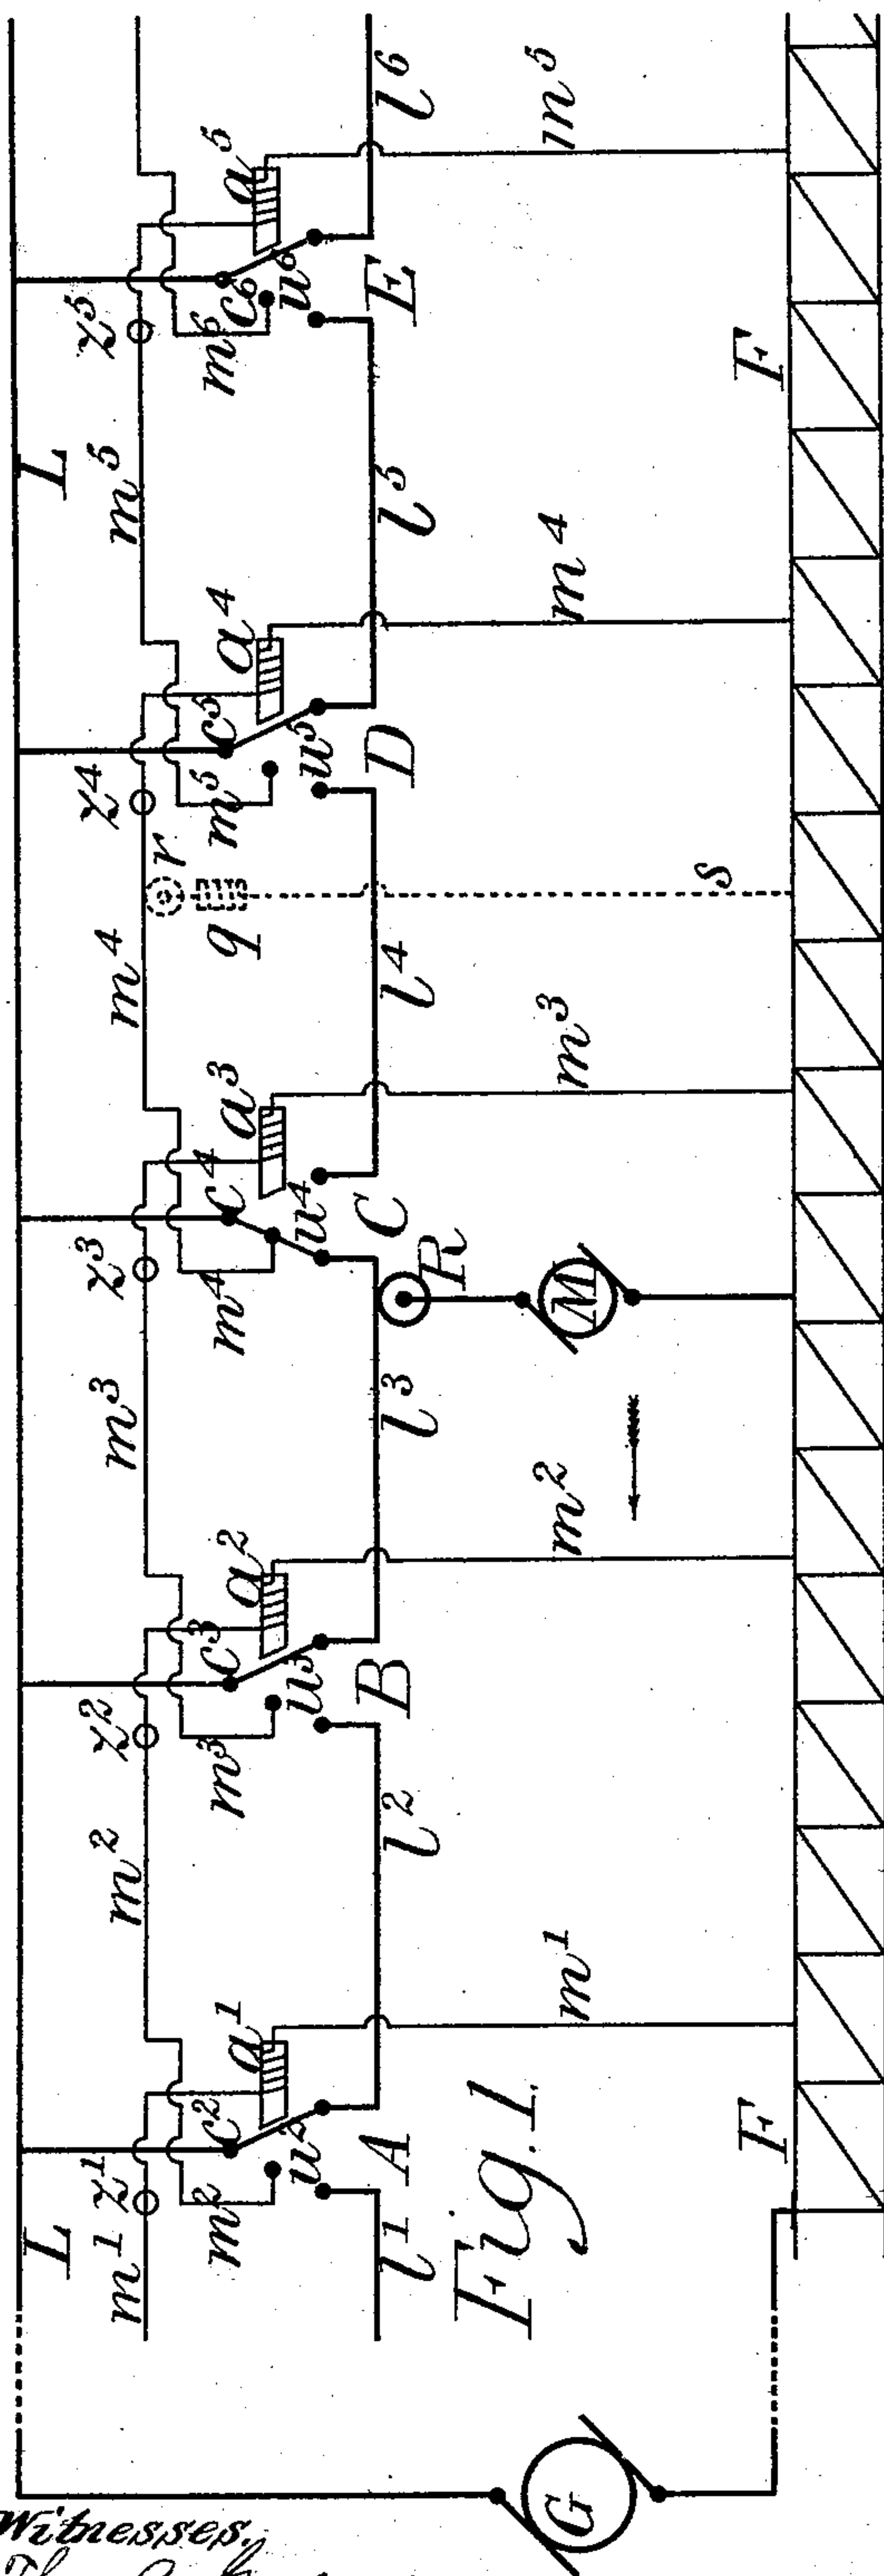 L L
m¹ z¹ m² z² m³ z³ m⁴ r z⁴ m⁵ z⁵
m² c² a¹ m³ c³ a² m⁴ c⁴ a³ q m⁵ c⁵ a⁴ m⁶ c⁶ a⁵
u² u³ u⁴ u⁵ u⁶
l¹ A l² B l³ R C l⁴ D l⁵ E l⁶
Fig. 1.
G m¹ m² M m³ s m⁴ m⁵
F F
Witnesses.